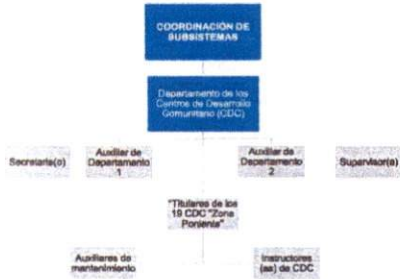 COORDINACIÓN DE
SUBSISTEMAS
Departamento de los
Centros de Desarrollo
Comunitario (CDC)
Secretaria(o)
Auxiliar de
Departamento
1
Auxiliar de
Departamento
2
Supervisor(a)
"Titulares de los
19 CDC "Zona
Poniente"
Auxiliares de
mantenimiento
Instructores
(as) de CDC